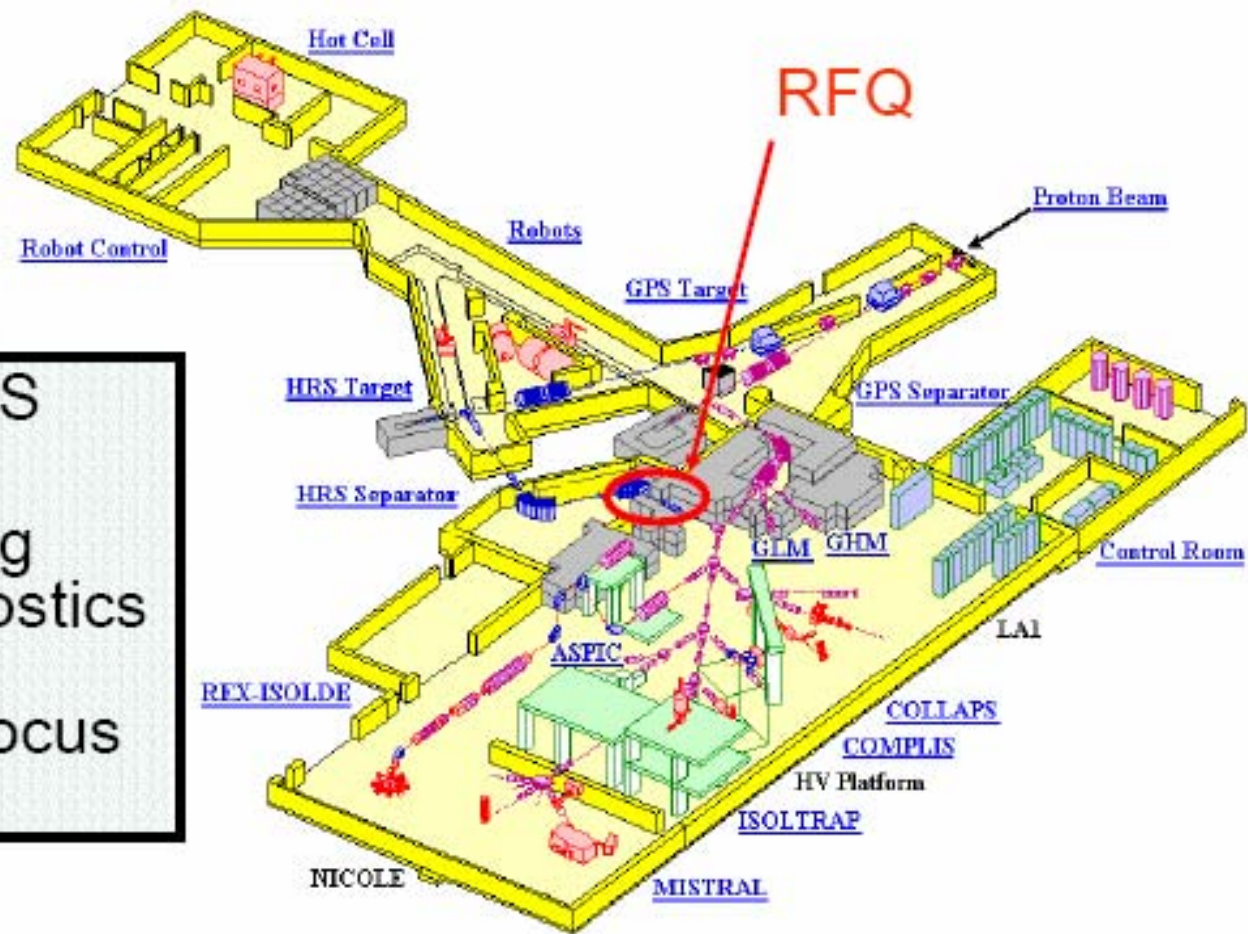 Hot Cell
RFQ
Proton Beam
Robot Control
Robots
GPS Target
HRS Target
GPS Separator
HRS Separator
GLM
GHM
Control Room
LA1
ASPIC
REX-ISOLDE
COLLAPS
COMPLIS
HV Platform
ISOLTRAP
NICOLE
MISTRAL
S
g
ostics
ocus